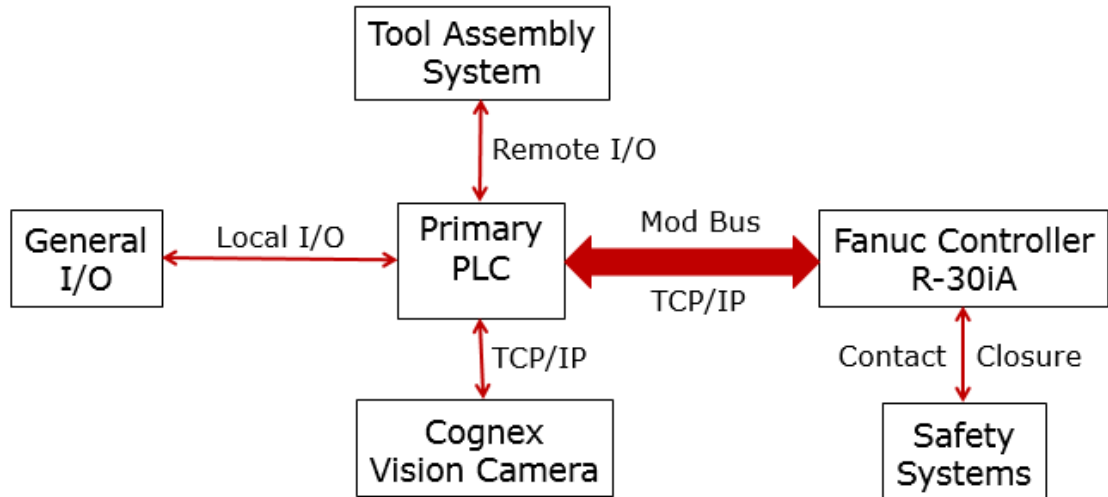 Tool Assembly
System
Remote I/O
General
I/O
Local I/O
Primary
PLC
Mod Bus
TCP/IP
Fanuc Controller
R-30iA
TCP/IP
Contact Closure
Cognex
Vision Camera
Safety
Systems